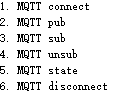 1. MQTT connect
2. MQTT pub
3. MQTT sub
4. MQTT unsub
5. MQTT state
6. MQTT disconnect